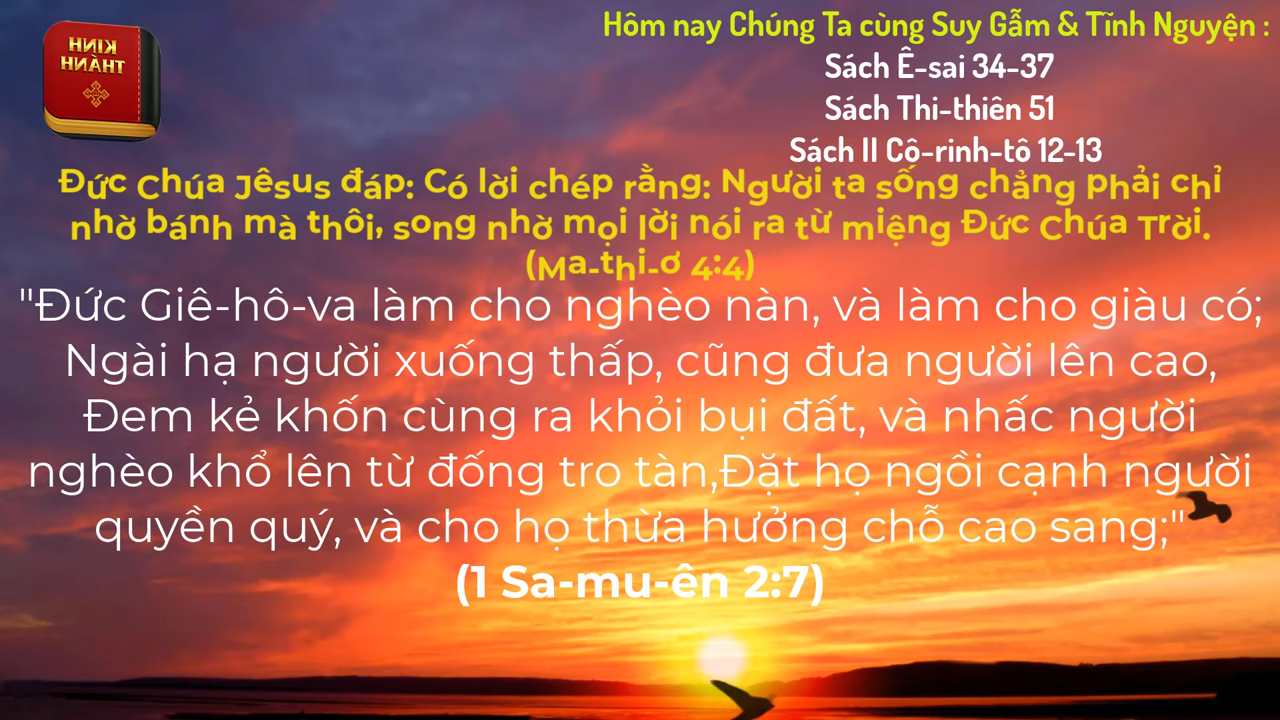 KINH
THÁNH
Hôm nay Chúng Ta cùng Suy Gẫm & Tĩnh Nguyện :
Sách Ê-sai 34-37
Sách Thi-thiên 51
Sách II Cô-rinh-tô 12-13
Đức Chúa Jêsus đáp: Có lời chép rằng: Người ta sống chẳng phải chỉ
nhờ bánh mà thôi, song nhờ mọi lời nói ra từ miệng Đức Chúa Trời.
(Ma-thi-ơ 4:4)
"Đức Giê-hô-va làm cho nghèo nàn, và làm cho giàu có;
Ngài hạ người xuống thấp, cũng đưa người lên cao,
Đem kẻ khốn cùng ra khỏi bụi đất, và nhấc người
nghèo khổ lên từ đống tro tàn,Đặt họ ngồi cạnh người
quyền quý, và cho họ thừa hưởng chỗ cao sang;"
(1 Sa-mu-ên 2:7)